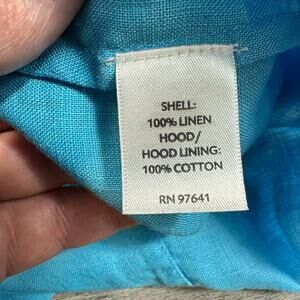 SHELL:
100% LINEN
HOOD/
HOOD LINING:
100% COTTON
RN 97641